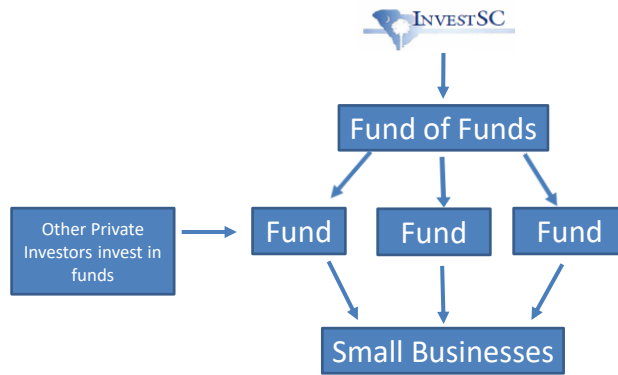 INVESTSC
Fund of Funds
Other Private
Investors invest in
funds
Fund
Fund
Fund
Small Businesses